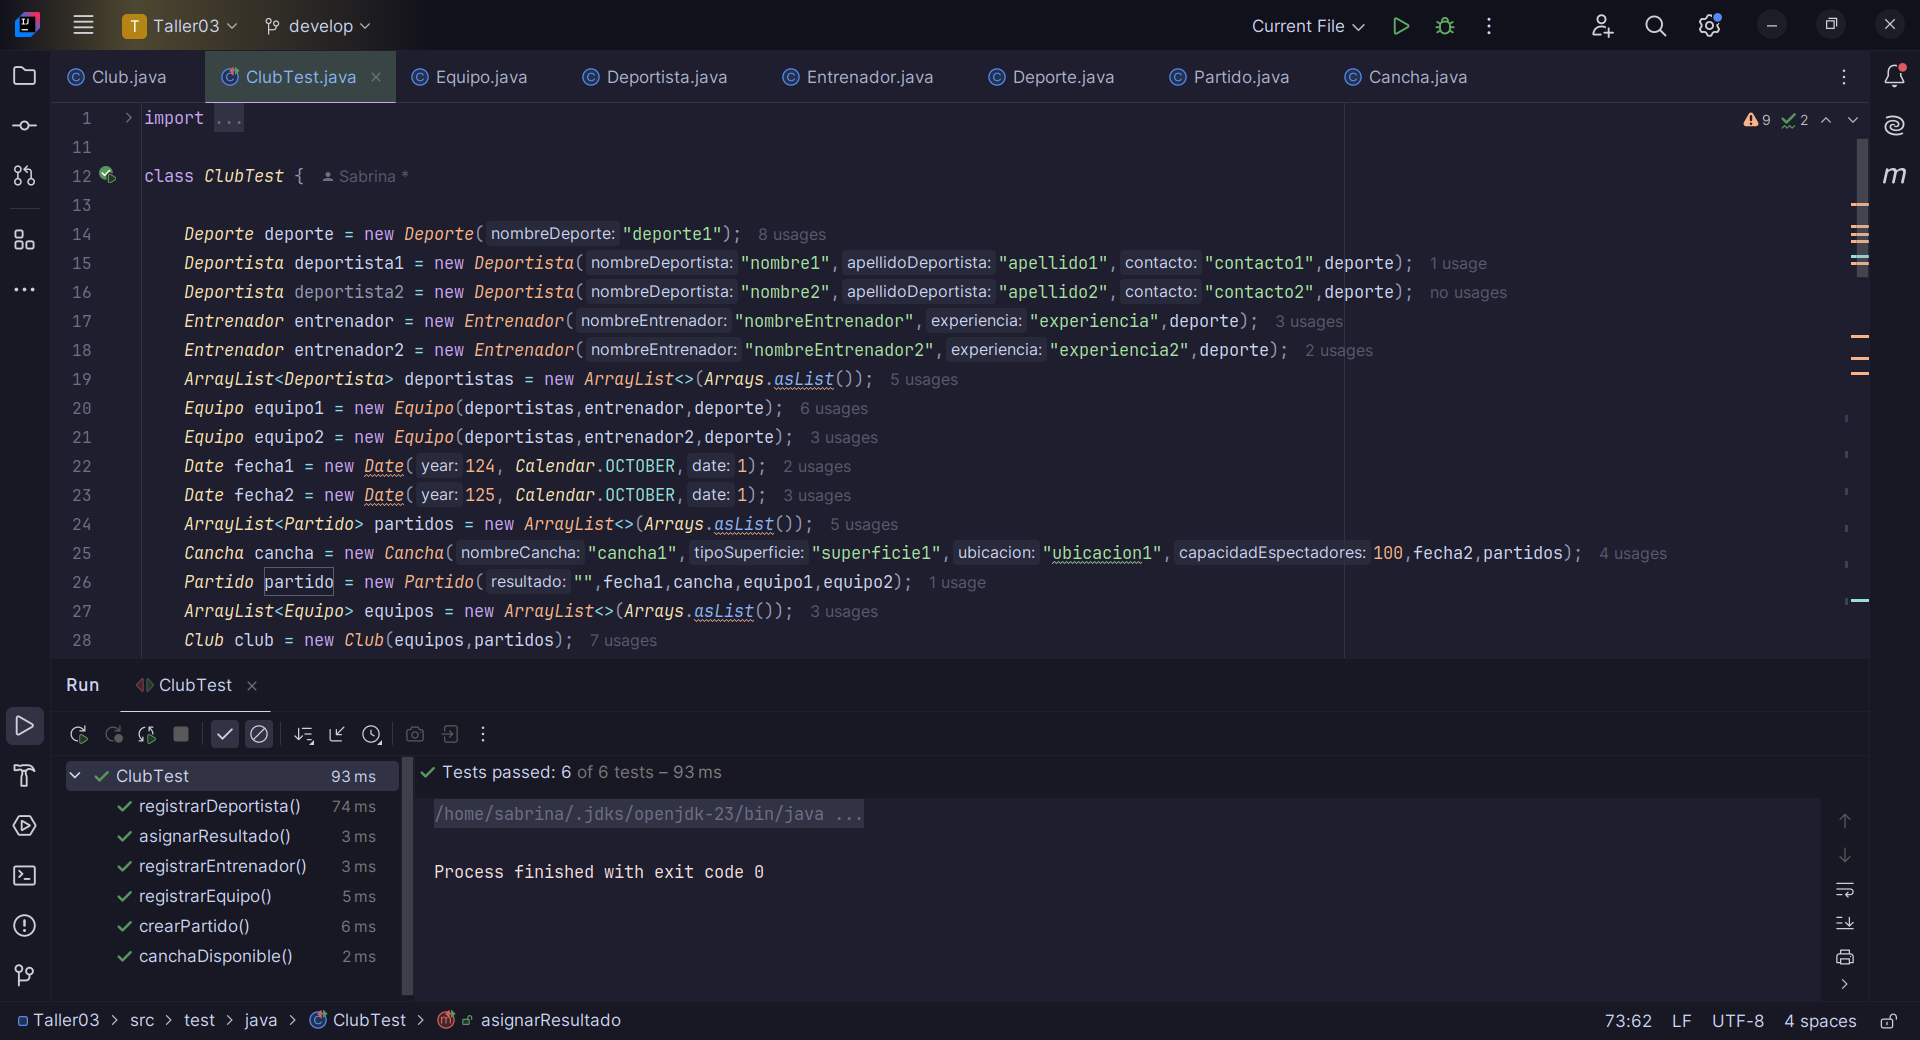 T Taller03 develop Current File
Club.java ClubTest.java Equipo.java Deportista.java Entrenador.java Deporte.java Partido.java Cancha.java
1 import ... 9 2
11
12 class ClubTest { Sabrina *
13
14 Deporte deporte = new Deporte( nombreDeporte: "deporte1"); 8 usages
15 Deportista deportista1 = new Deportista( nombreDeportista: "nombre1", apellidoDeportista: "apellido1", contacto: "contacto1",deporte); 1 usage
16 Deportista deportista2 = new Deportista( nombreDeportista: "nombre2", apellidoDeportista: "apellido2", contacto: "contacto2",deporte); no usages
17 Entrenador entrenador = new Entrenador( nombreEntrenador: "nombreEntrenador", experiencia: "experiencia",deporte); 3 usages
18 Entrenador entrenador2 = new Entrenador( nombreEntrenador: "nombreEntrenador2", experiencia: "experiencia2",deporte); 2 usages
19 ArrayList<Deportista> deportistas = new ArrayList<>(Arrays.asList()); 5 usages
20 Equipo equipo1 = new Equipo(deportistas,entrenador,deporte); 6 usages
21 Equipo equipo2 = new Equipo(deportistas,entrenador2,deporte); 3 usages
22 Date fecha1 = new Date( year: 124, Calendar.OCTOBER, date: 1); 2 usages
23 Date fecha2 = new Date( year: 125, Calendar.OCTOBER, date: 1); 3 usages
24 ArrayList<Partido> partidos = new ArrayList<>(Arrays.asList()); 5 usages
25 Cancha cancha = new Cancha( nombreCancha: "cancha1", tipoSuperficie: "superficie1", ubicacion: "ubicacion1", capacidadEspectadores: 100,fecha2,partidos); 4 usages
26 Partido partido = new Partido( resultado: "",fecha1,cancha,equipo1,equipo2); 1 usage
27 ArrayList<Equipo> equipos = new ArrayList<>(Arrays.asList()); 3 usages
28 Club club = new Club(equipos,partidos); 7 usages
Run ClubTest
ClubTest 93 ms
registrarDeportista() 74 ms
asignarResultado() 3 ms
registrarEntrenador() 3 ms
registrarEquipo() 5 ms
crearPartido() 6 ms
canchaDisponible() 2 ms
Tests passed: 6 of 6 tests – 93 ms
/home/sabrina/.jdks/openjdk-23/bin/java ...
Process finished with exit code 0
Taller03 > src > test > java > ClubTest > asignarResultado 73:62 LF UTF-8 4 spaces